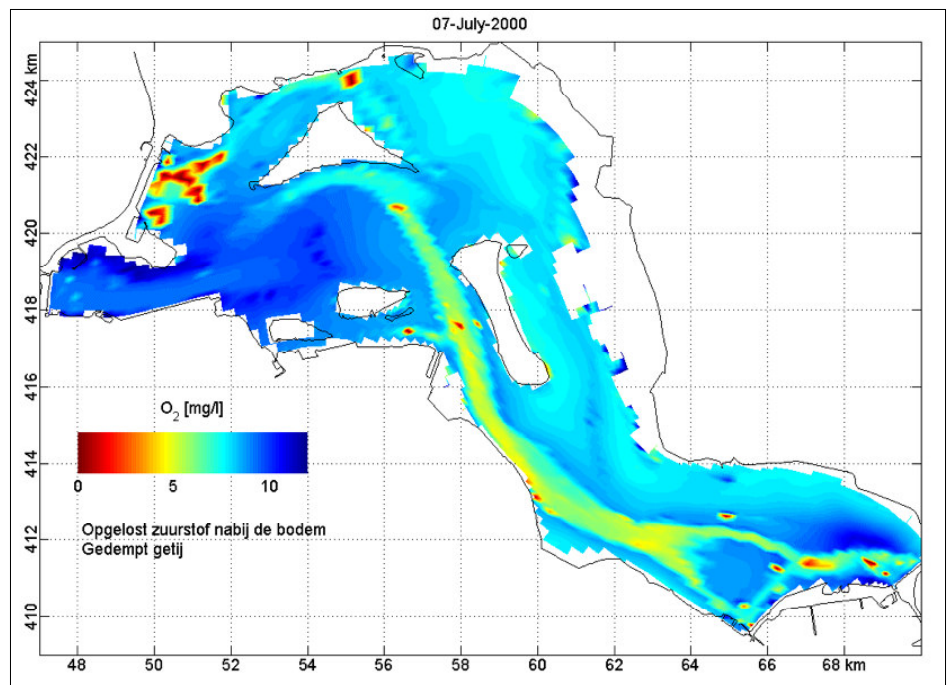 07-July-2000
424 km
422
420
418
416
414
412
410
O2 [mg/l]
0 5 10
Opgelost zuurstof nabij de bodem
Gedempt getij
48 50 52 54 56 58 60 62 64 66 68 km